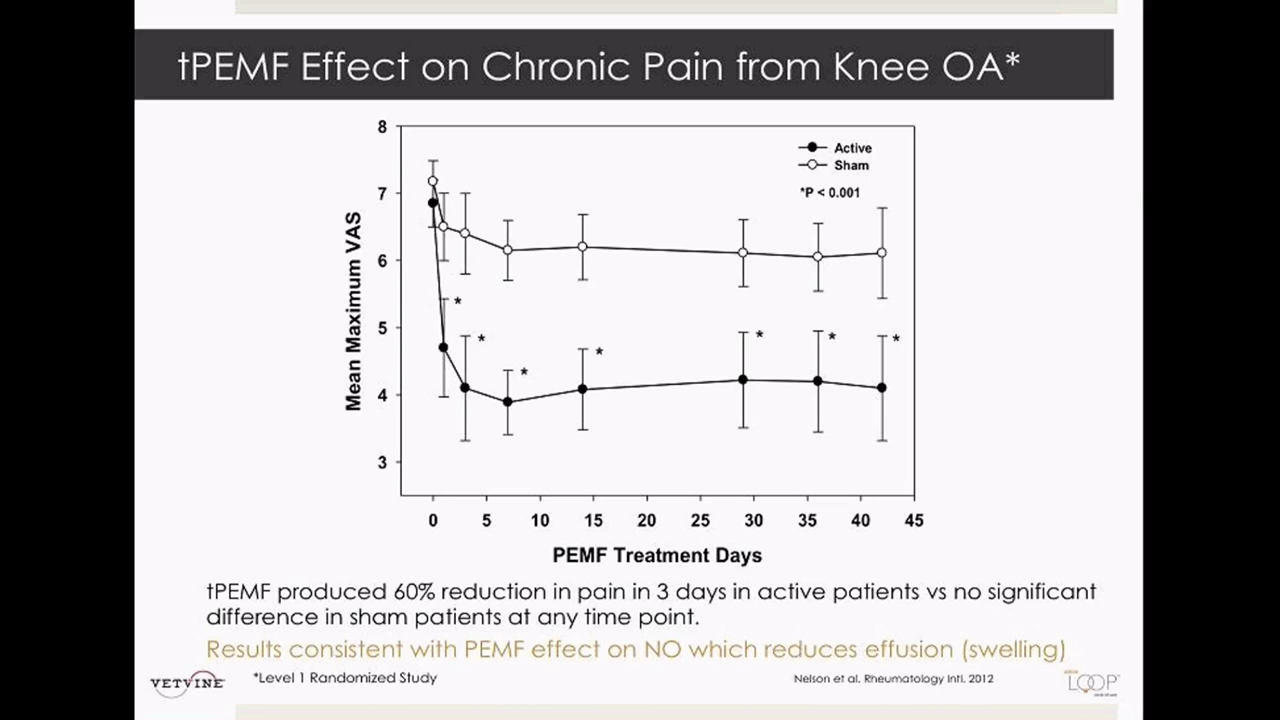 tPEMF Effect on Chronic Pain from Knee OA*
8
7
6
5
4
3
Mean Maximum VAS
Active
Sham
*P < 0.001
*
*
*
*
*
*
*
0 5 10 15 20 25 30 35 40 45
PEMF Treatment Days
tPEMF produced 60% reduction in pain in 3 days in active patients vs no significant
difference in sham patients at any time point.
Results consistent with PEMF effect on NO which reduces effusion (swelling)
VETVINE
*Level 1 Randomized Study
Nelson et al. Rheumatology Intl. 2012
LOOP